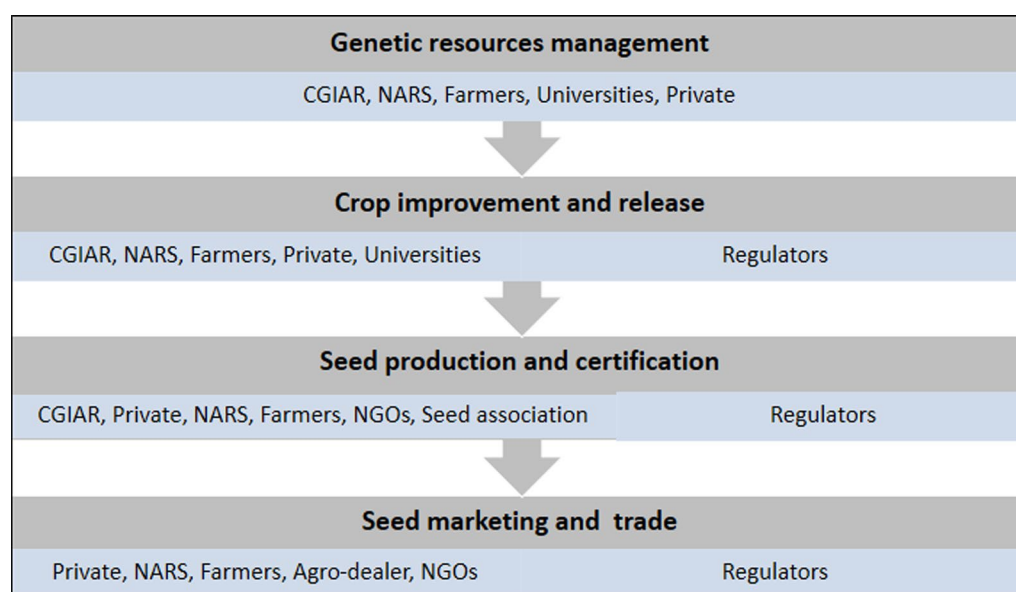 Genetic resources management
CGIAR, NARS, Farmers, Universities, Private
Crop improvement and release
CGIAR, NARS, Farmers, Private, Universities
Regulators
Seed production and certification
CGIAR, Private, NARS, Farmers, NGOs, Seed association
Regulators
Seed marketing and trade
Private, NARS, Farmers, Agro-dealer, NGOs
Regulators